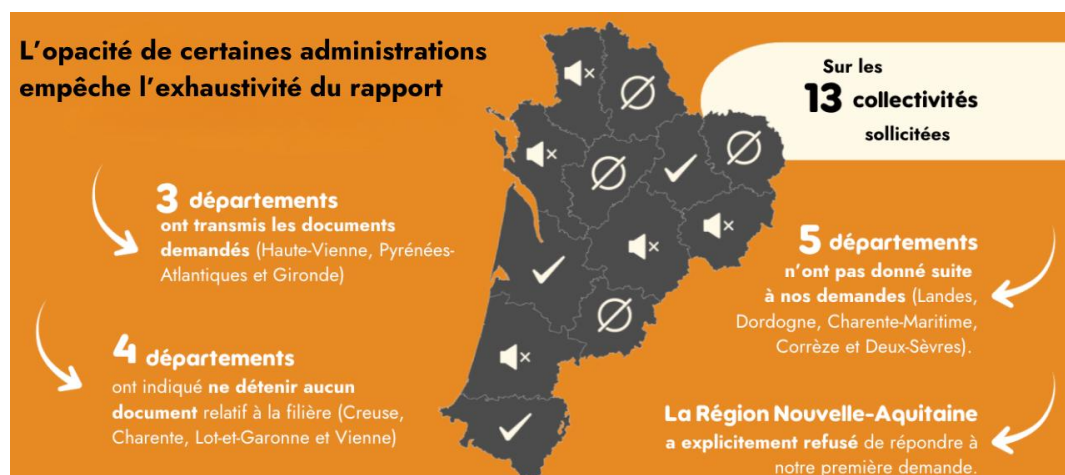 L'opacité de certaines administrations
empêche l'exhaustivité du rapport
Sur les
13 collectivités
sollicitées
3 départements
ont transmis les documents
demandés (Haute-Vienne, Pyrénées-
Atlantiques et Gironde)
4 départements
ont indiqué ne détenir aucun
document relatif à la filière (Creuse,
Charente, Lot-et-Garonne et Vienne)
5 départements
n'ont pas donné suite
à nos demandes (Landes,
Dordogne, Charente-Maritime,
Corrèze et Deux-Sèvres).
La Région Nouvelle-Aquitaine
a explicitement refusé de répondre à
notre première demande.